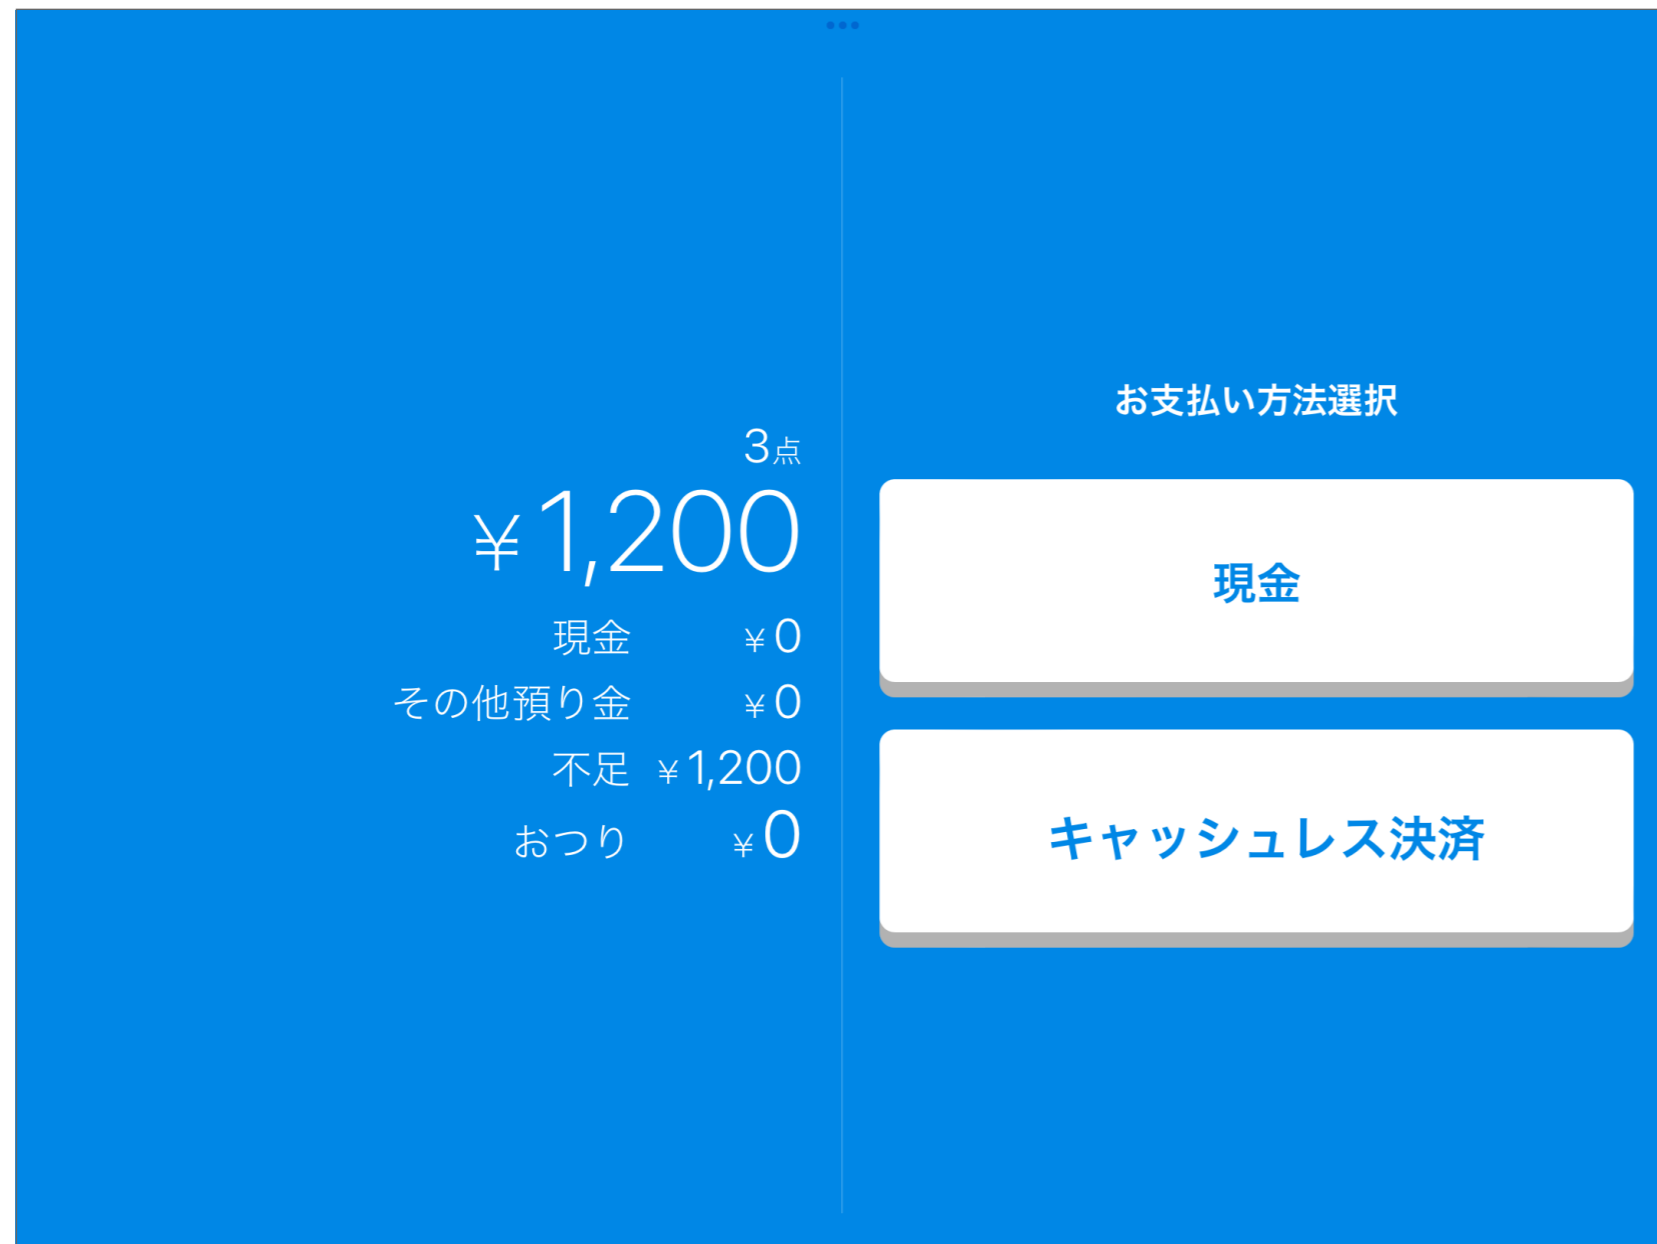 3点
¥1,200
現金 ¥0
その他預り金 ¥0
不足 ¥1,200
おつり ¥0
お支払い方法選択
現金
キャッシュレス決済